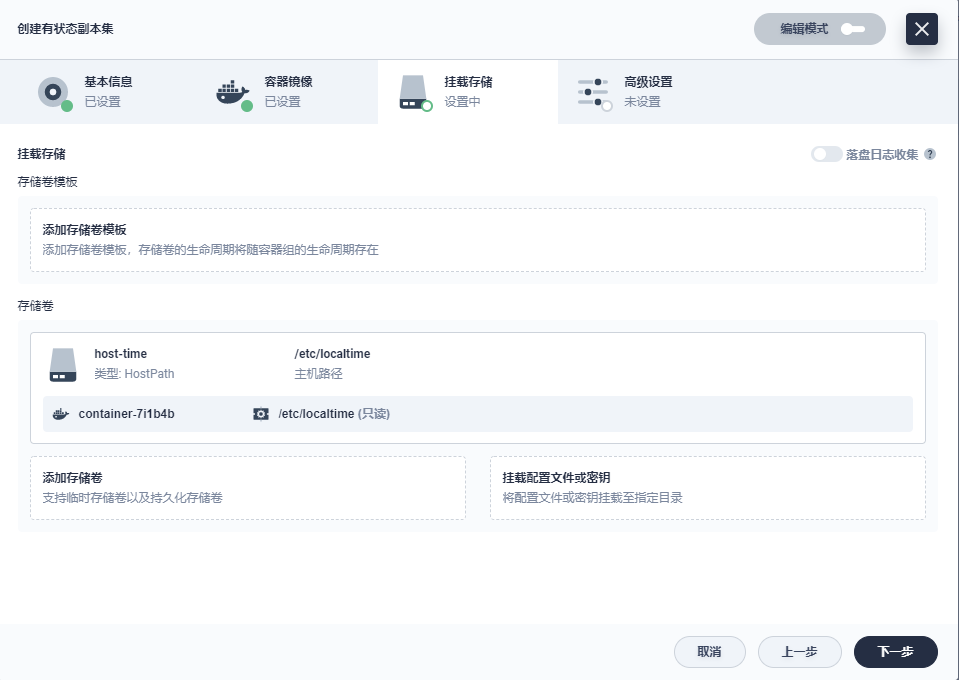 创建有状态副本集
编辑模式
基本信息
已设置
容器镜像
已设置
挂载存储
设置中
高级设置
未设置
挂载存储
落盘日志收集 ?
存储卷模板
添加存储卷模板
添加存储卷模板，存储卷的生命周期将随容器组的生命周期存在
存储卷
host-time
类型: HostPath
/etc/localtime
主机路径
container-7i1b4b
/etc/localtime (只读)
添加存储卷
支持临时存储卷以及持久化存储卷
挂载配置文件或密钥
将配置文件或密钥挂载至指定目录
取消
上一步
下一步